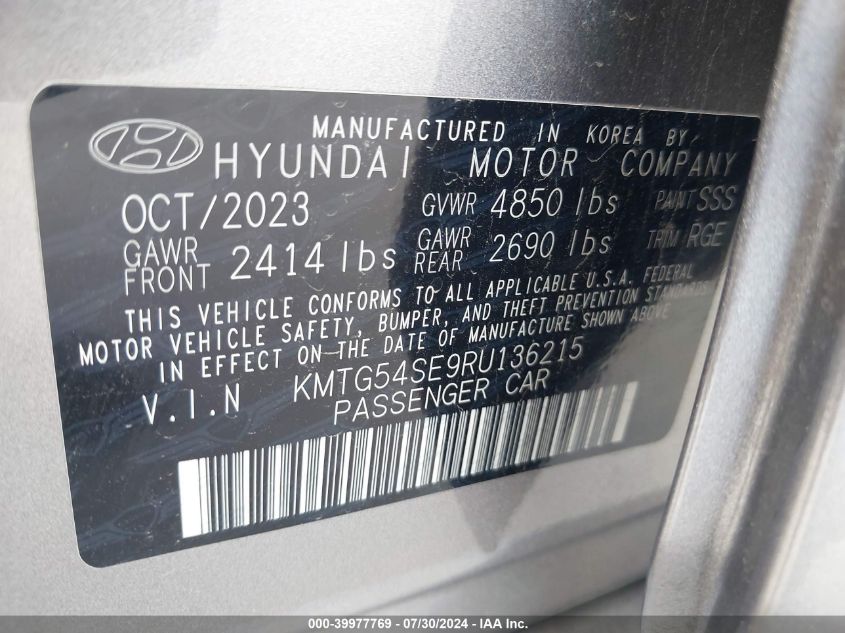 MANUFACTURED IN KOREA BY
HYUNDAI MOTOR COMPANY
OCT/2023 GVWR 4850 lbs PAINT SSS
GAWR FRONT 2414 lbs GAWR REAR 2690 lbs TRIM RGE
THIS VEHICLE CONFORMS TO ALL APPLICABLE U.S.A. FEDERAL
MOTOR VEHICLE SAFETY, BUMPER, AND THEFT PREVENTION STANDARDS
IN EFFECT ON THE DATE OF MANUFACTURE SHOWN ABOVE
V.I.N KMTG54SE9RU136215
PASSENGER CAR
000-39977769 - 07/30/2024 - IAA Inc.